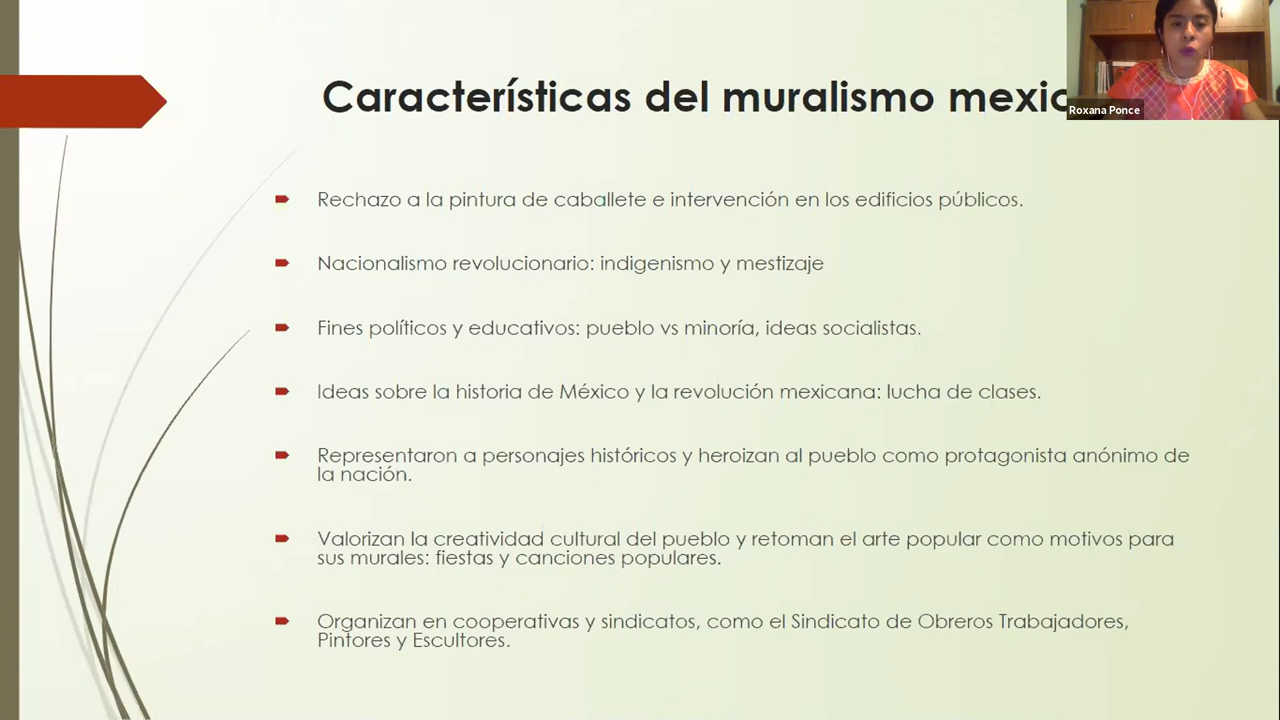 Características del muralismo mexic
Roxana Ponce
Rechazo a la pintura de caballete e intervención en los edificios públicos.
Nacionalismo revolucionario: indigenismo y mestizaje
Fines políticos y educativos: pueblo vs minoría, ideas socialistas.
Ideas sobre la historia de México y la revolución mexicana: lucha de clases.
Representaron a personajes históricos y heroizan al pueblo como protagonista anónimo de
la nación.
Valorizan la creatividad cultural del pueblo y retoman el arte popular como motivos para
sus murales: fiestas y canciones populares.
Organizan en cooperativas y sindicatos, como el Sindicato de Obreros Trabajadores,
Pintores y Escultores.